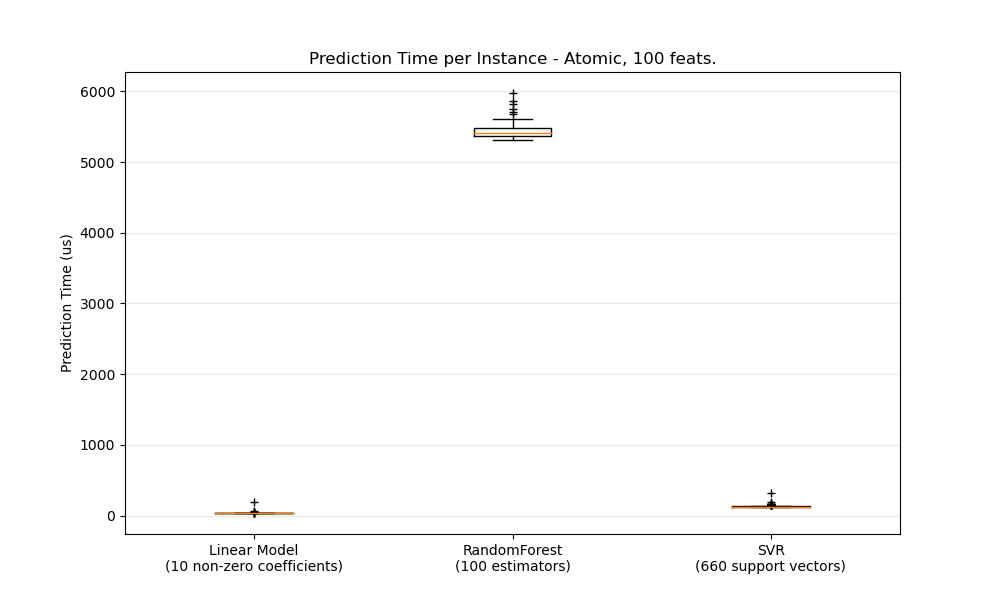 Prediction Time per Instance - Atomic, 100 feats.
Prediction Time (us)
6000
5000
4000
3000
2000
1000
0
Linear Model
(10 non-zero coefficients)
RandomForest
(100 estimators)
SVR
(660 support vectors)